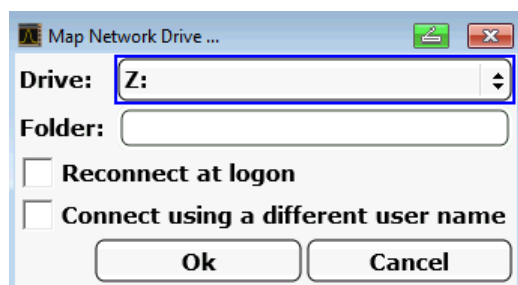 Map Network Drive ...
Drive: Z:
Folder:
Reconnect at logon
Connect using a different user name
Ok Cancel